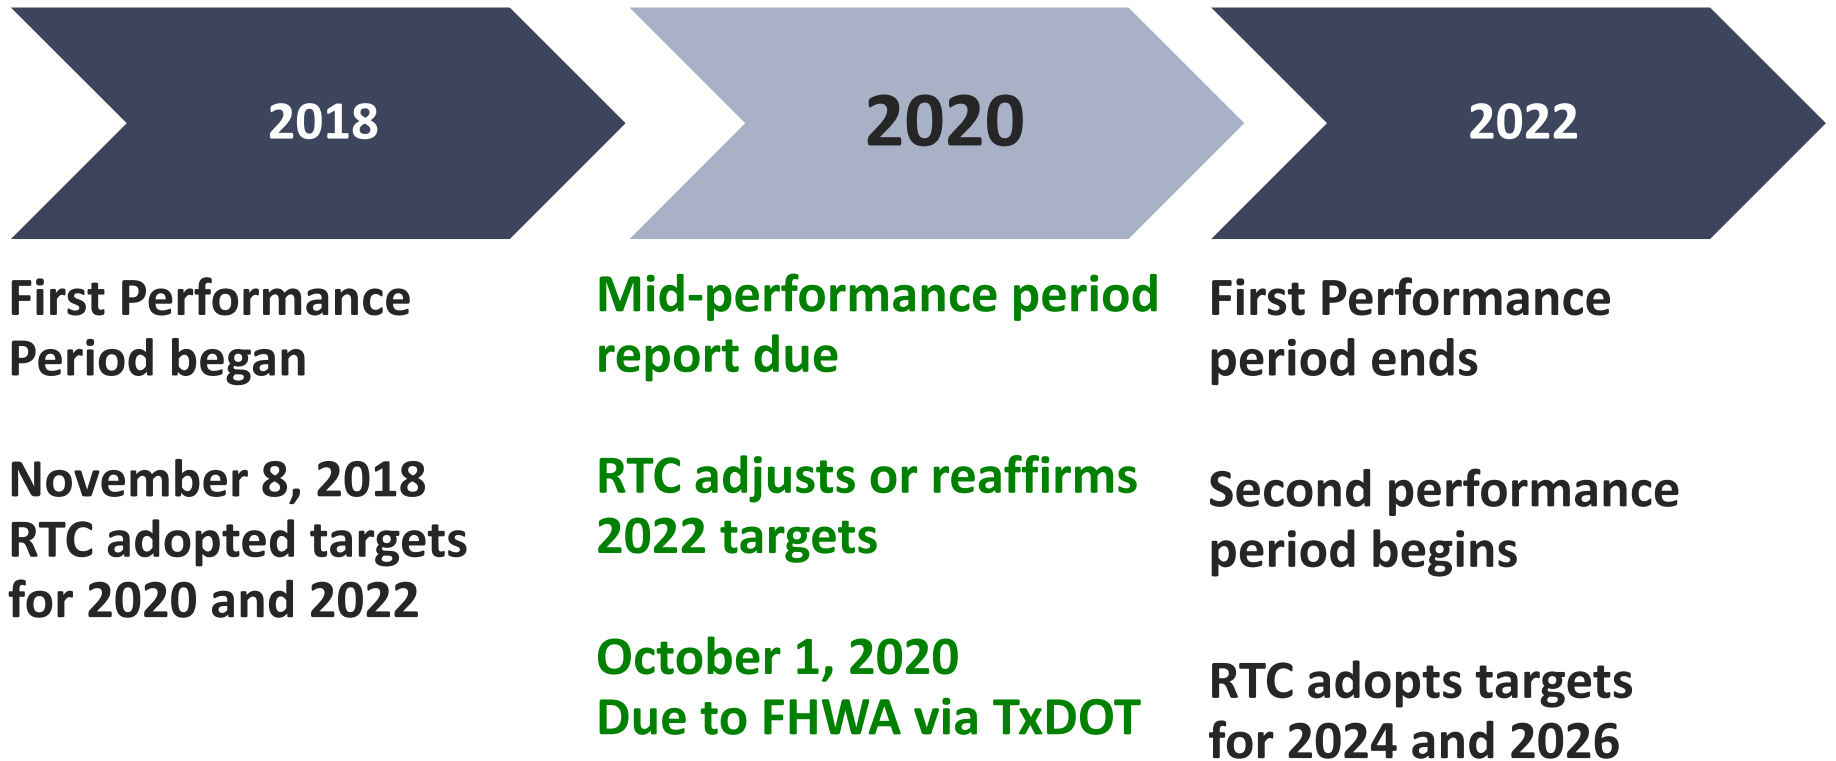 2018
2020
2022
First Performance
Period began
November 8, 2018
RTC adopted targets
for 2020 and 2022
Mid-performance period
report due
RTC adjusts or reaffirms
2022 targets
October 1, 2020
Due to FHWA via TxDOT
First Performance
period ends
Second performance
period begins
RTC adopts targets
for 2024 and 2026